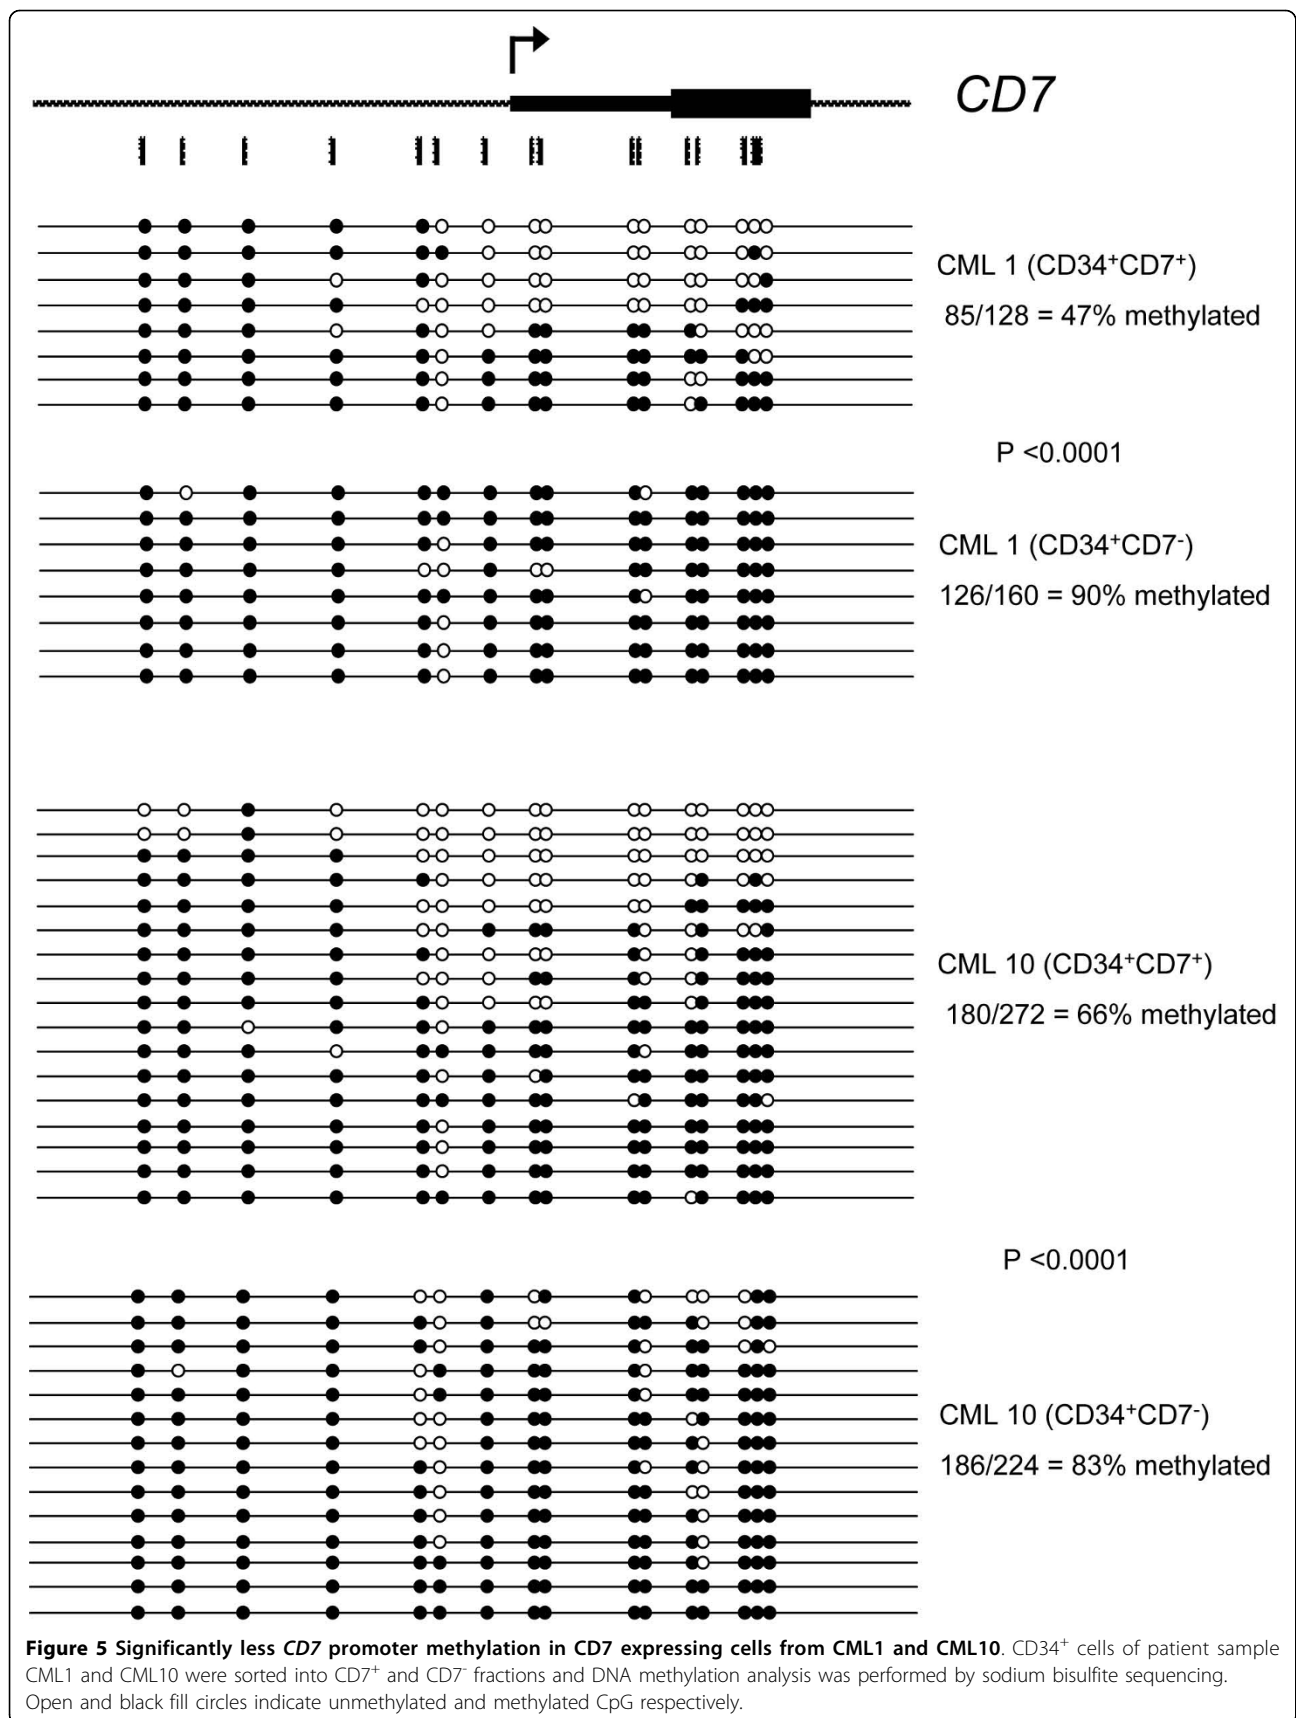 CD7
CML 1 (CD34+CD7+)
85/128 = 47% methylated
P <0.0001
CML 1 (CD34+CD7-)
126/160 = 90% methylated
CML 10 (CD34+CD7+)
180/272 = 66% methylated
P <0.0001
CML 10 (CD34+CD7-)
186/224 = 83% methylated
Figure 5 Significantly less CD7 promoter methylation in CD7 expressing cells from CML1 and CML10. CD34+ cells of patient sample
CML1 and CML10 were sorted into CD7+ and CD7- fractions and DNA methylation analysis was performed by sodium bisulfite sequencing.
Open and black fill circles indicate unmethylated and methylated CpG respectively.